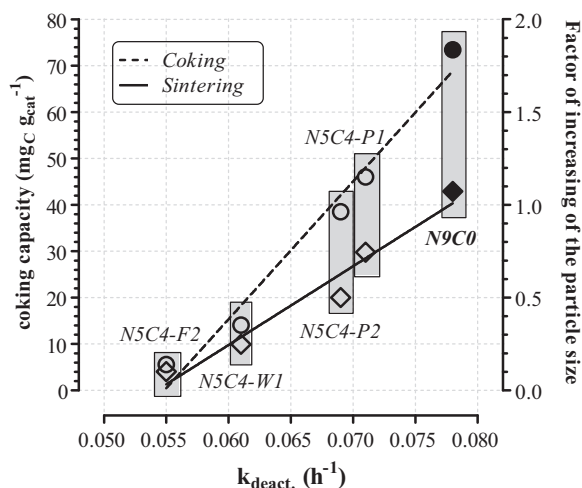 80
70
60
50
40
30
20
10
0
coking capacity (mgC gcat-1)
Coking
Sintering
N5C4-P1
N9C0
N5C4-F2
N5C4-P2
N5C4-W1
2.0
1.5
1.0
0.5
0.0
Factor of increasing of the particle size
0.050 0.055 0.060 0.065 0.070 0.075 0.080
kdeact, (h-1)